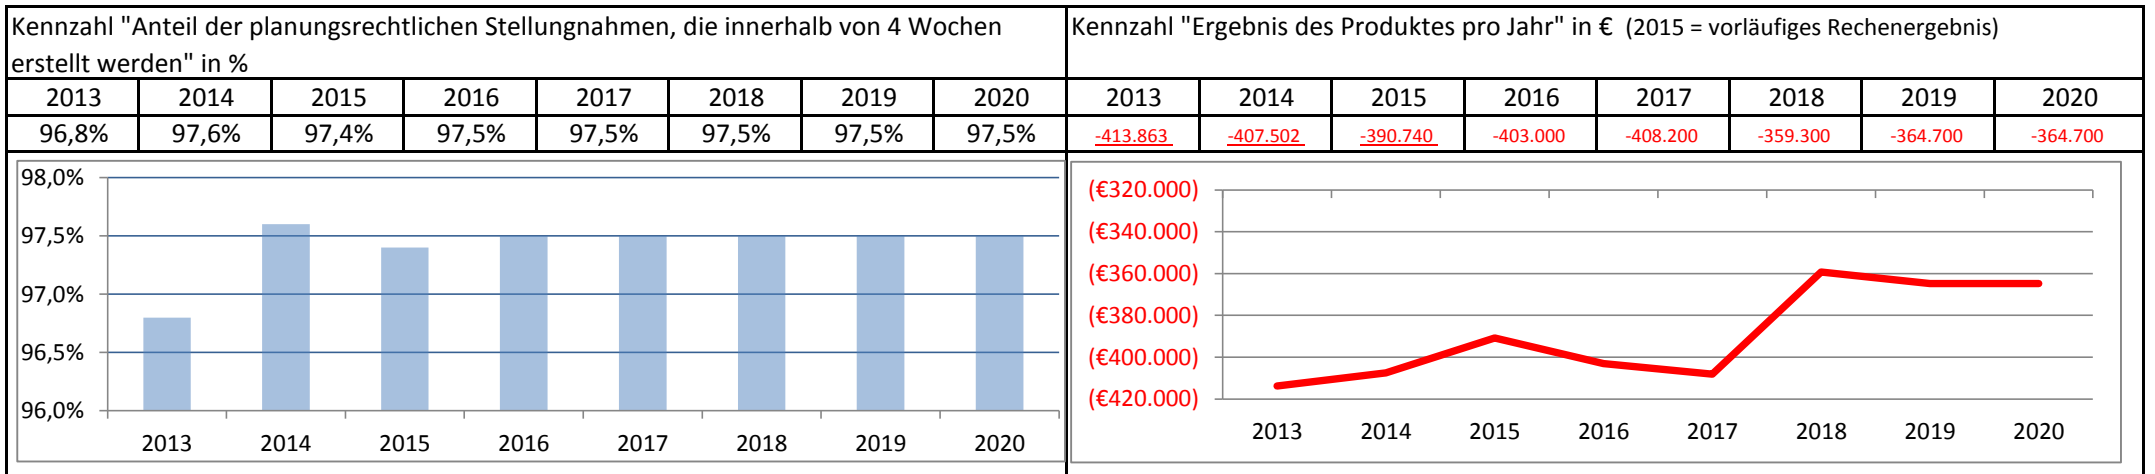 Kennzahl "Anteil der planungsrechtlichen Stellungnahmen, die innerhalb von 4 Wochen
erstellt werden" in %
2013 2014 2015 2016 2017 2018 2019 2020
96,8% 97,6% 97,4% 97,5% 97,5% 97,5% 97,5% 97,5%
98,0%
97,5%
97,0%
96,5%
96,0%
2013 2014 2015 2016 2017 2018 2019 2020
Kennzahl "Ergebnis des Produktes pro Jahr" in € (2015 = vorläufiges Rechenergebnis)
2013 2014 2015 2016 2017 2018 2019 2020
-413.863 -407.502 -390.740 -403.000 -408.200 -359.300 -364.700 -364.700
(€320.000)
(€340.000)
(€360.000)
(€380.000)
(€400.000)
(€420.000)
2013 2014 2015 2016 2017 2018 2019 2020